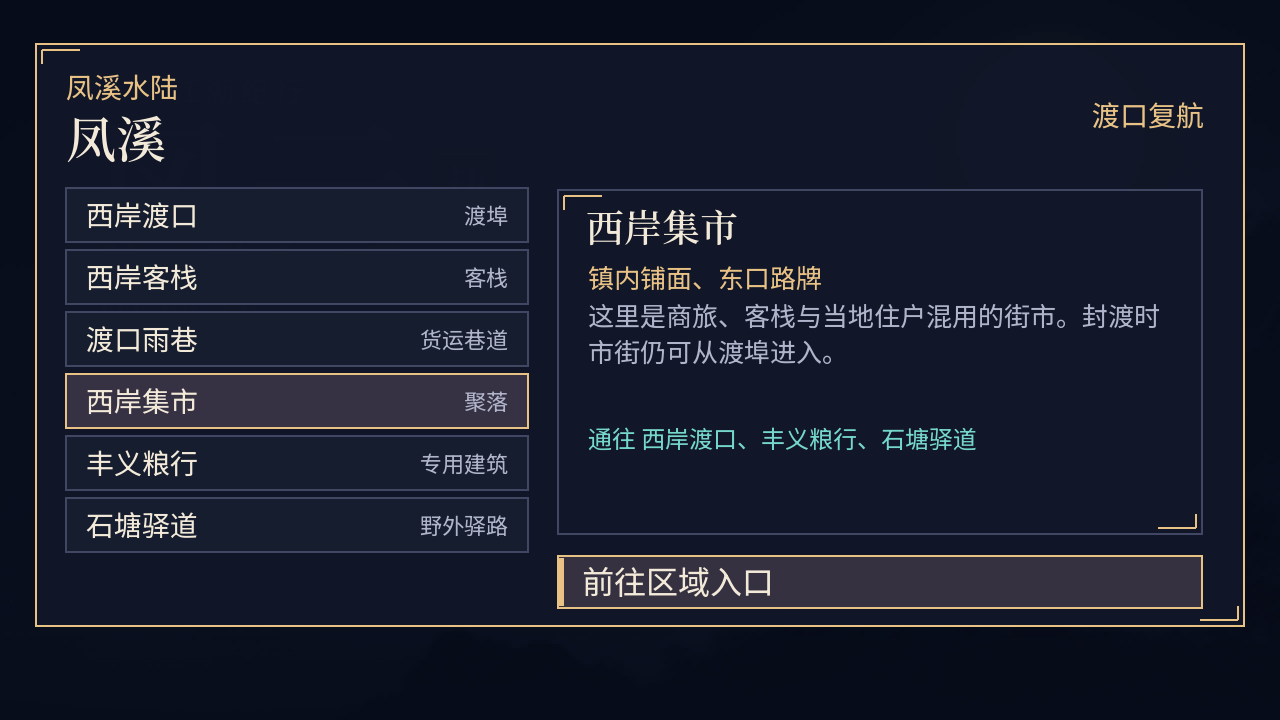 凤溪水陆
凤溪
渡口复航
西岸渡口 渡埠
西岸客栈 客栈
渡口雨巷 货运巷道
西岸集市 聚落
丰义粮行 专用建筑
石塘驿道 野外驿路
西岸集市
镇内铺面、东口路牌
这里是商旅、客栈与当地住户混用的街市。封渡时
市街仍可从渡埠进入。
通往 西岸渡口、丰义粮行、石塘驿道
前往区域入口